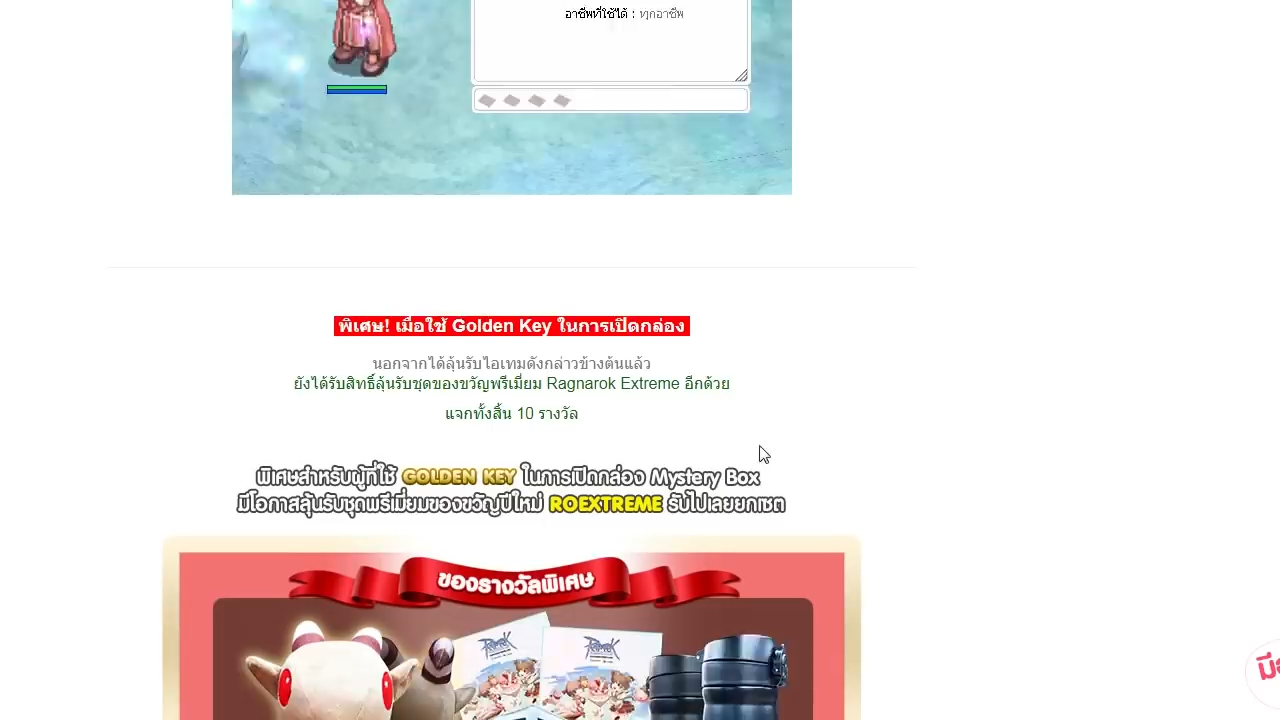 อาชีพที่ใช้ได้ : ทุกอาชีพ
พิเศษ! เมื่อใช้ Golden Key ในการเปิดกล่อง
นอกจากได้ลุ้นรับไอเทมดังกล่าวข้างต้นแล้ว
ยังได้รับสิทธิ์ลุ้นรับชุดของขวัญพรีเมี่ยม Ragnarok Extreme อีกด้วย
แจกทั้งสิ้น 10 รางวัล
พิเศษสำหรับผู้ที่ใช้ GOLDEN KEY ในการเปิดกล่อง Mystery Box
มีโอกาสลุ้นรับชุดพรีเมี่ยมของขวัญปีใหม่ ROEXTREME รับไปเลยยกเซต
ของรางวัลพิเศษ